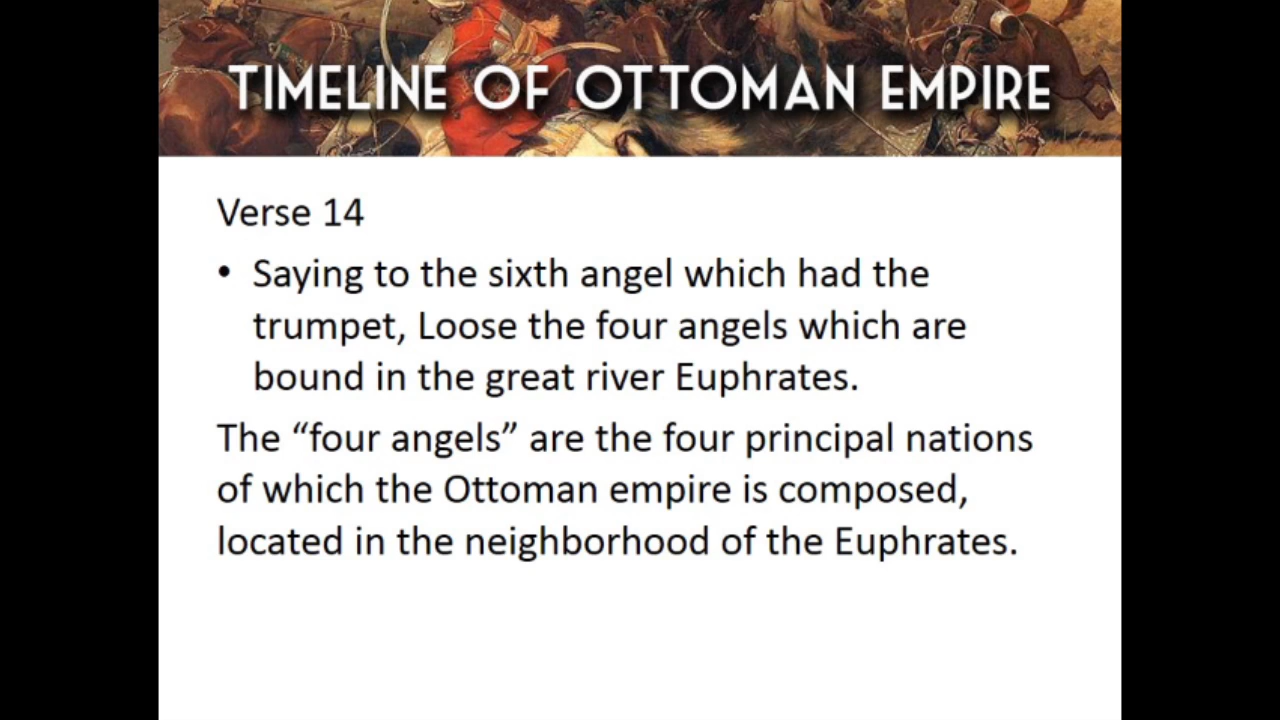 TIMELINE OF OTTOMAN EMPIRE
Verse 14
• Saying to the sixth angel which had the
trumpet, Loose the four angels which are
bound in the great river Euphrates.
The “four angels” are the four principal nations
of which the Ottoman empire is composed,
located in the neighborhood of the Euphrates.